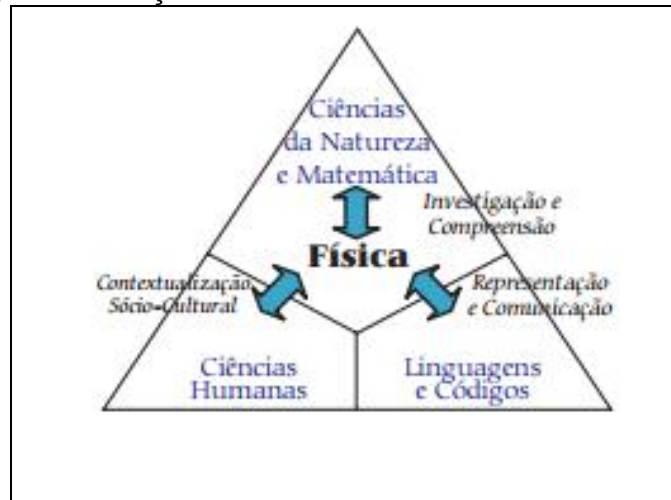 Ciências
da Natureza
e Matemática
Investigação e
Compreensão
Física
Contextualização
Sócio-Cultural
Representação
e Comunicação
Ciências
Humanas
Linguagens
e Códigos